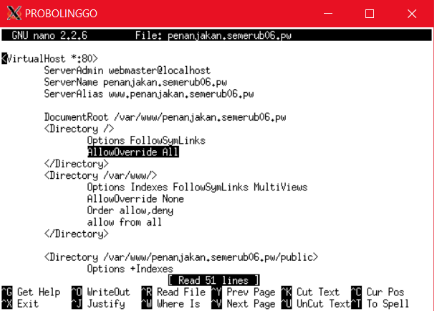 PROBOLINGGO
GNU nano 2.2.6 File: penanjakan.semerub06.pw
<VirtualHost *:80>
ServerAdmin webmaster@localhost
ServerName penanjakan.semerub06.pw
ServerAlias www.penanjakan.semerub06.pw
DocumentRoot /var/www/penanjakan.semerub06.pw
<Directory />
Options FollowSymLinks
AllowOverride All
</Directory>
<Directory /var/www/>
Options Indexes FollowSymLinks MultiViews
AllowOverride None
Order allow,deny
allow from all
</Directory>
<Directory /var/www/penanjakan.semerub06.pw/public>
Options +Indexes
[ Read 51 lines ]
^G Get Help ^O WriteOut ^R Read File ^Y Prev Page ^K Cut Text ^C Cur Pos
^X Exit ^J Justify ^W Where Is ^V Next Page ^U UnCut Text ^T To Spell